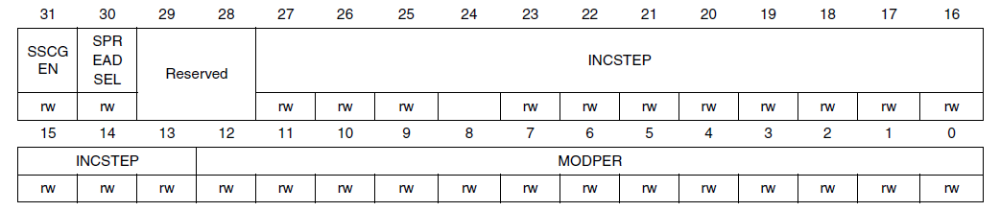 31 30 29 28 27 26 25 24 23 22 21 20 19 18 17 16
SSCG EN SPR EAD SEL Reserved INCSTEP
rw rw rw rw rw rw rw rw rw rw rw rw rw
15 14 13 12 11 10 9 8 7 6 5 4 3 2 1 0
INCSTEP MODPER
rw rw rw rw rw rw rw rw rw rw rw rw rw rw rw rw